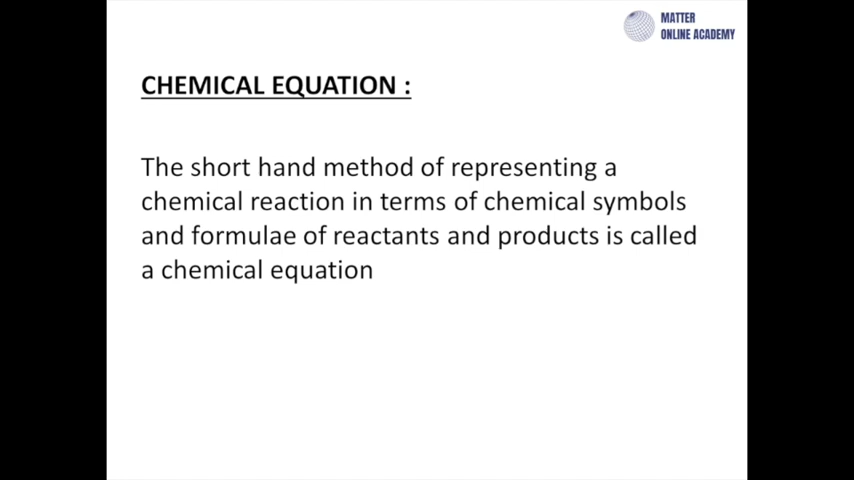 MATTER
ONLINE ACADEMY
CHEMICAL EQUATION :
The short hand method of representing a
chemical reaction in terms of chemical symbols
and formulae of reactants and products is called
a chemical equation